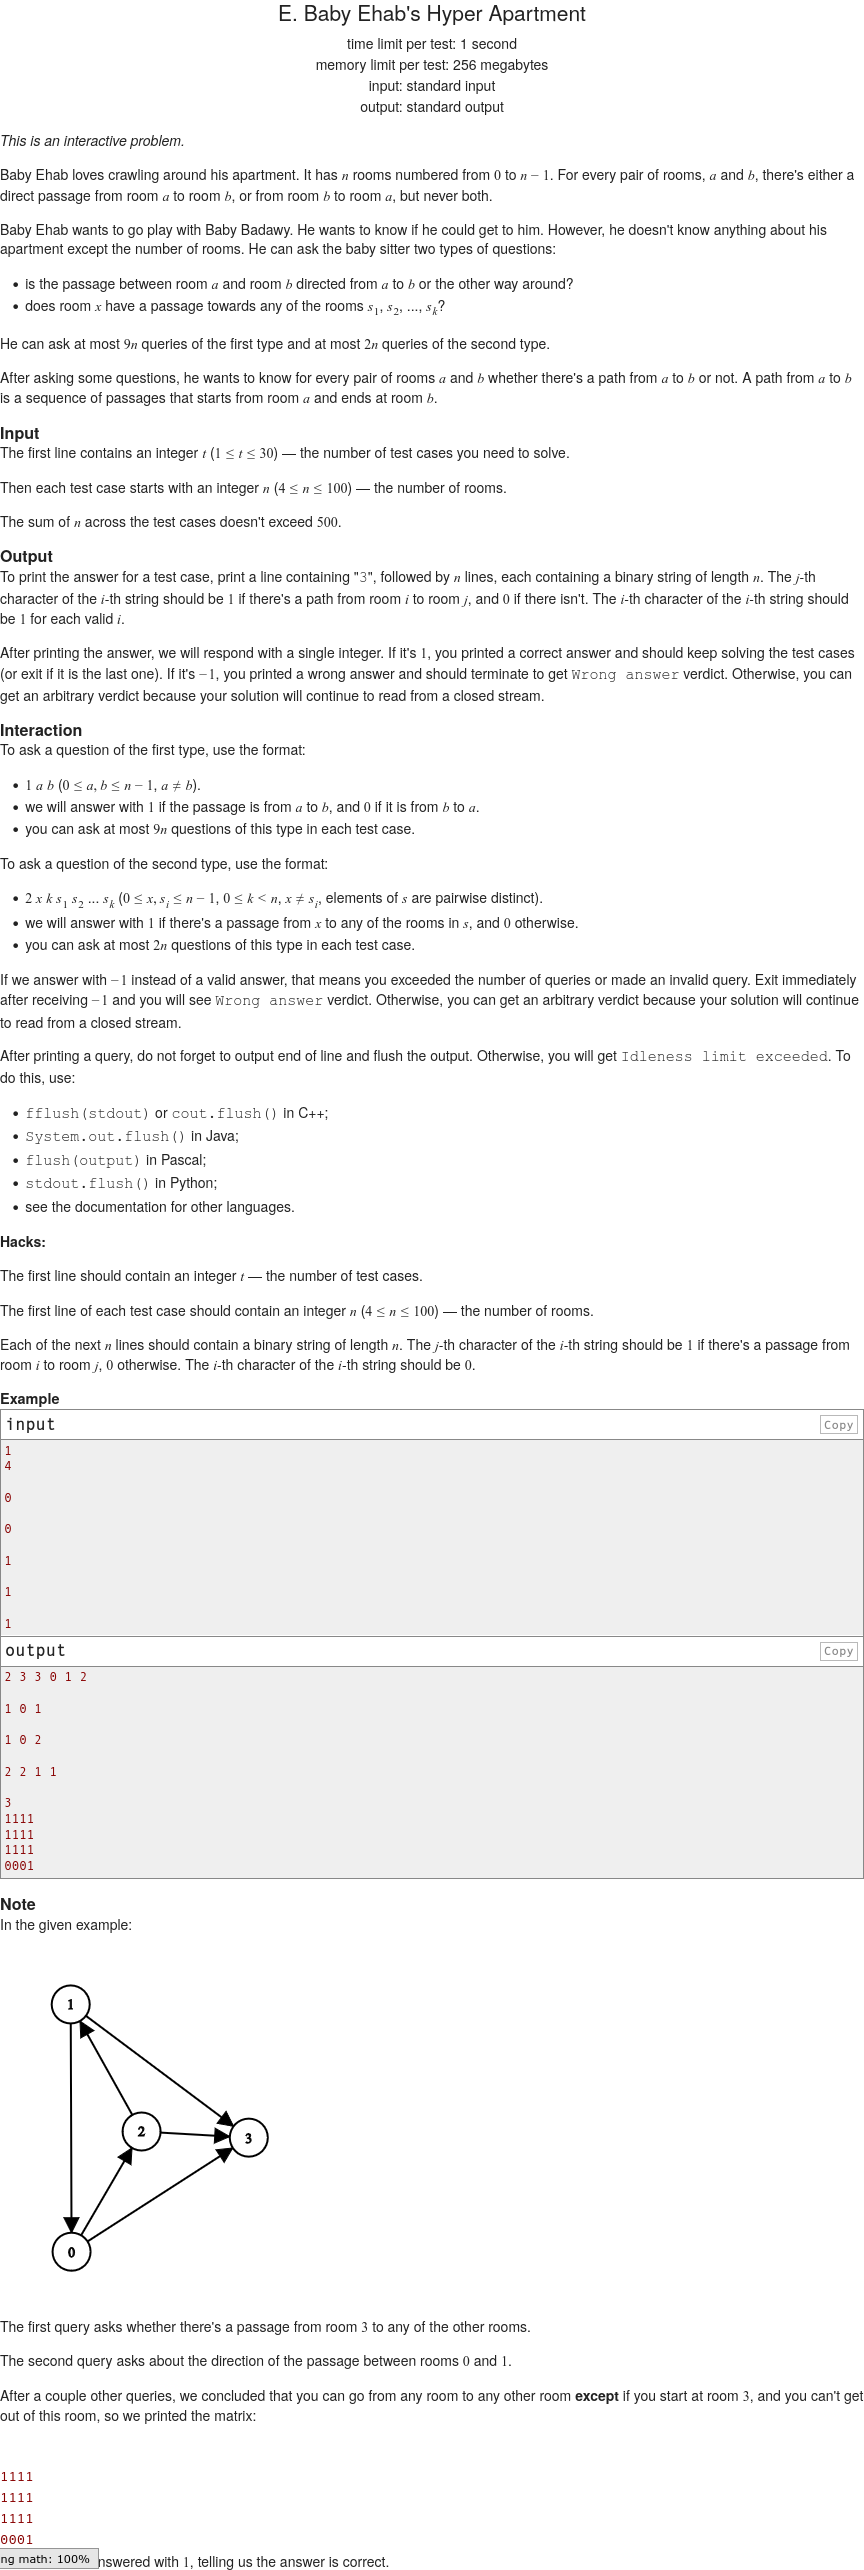 E. Baby Ehab's Hyper Apartment
time limit per test: 1 second
memory limit per test: 256 megabytes
input: standard input
output: standard output
This is an interactive problem.
Baby Ehab loves crawling around his apartment. It has n rooms numbered from 0 to n − 1. For every pair of rooms, a and b, there's either a
direct passage from room a to room b, or from room b to room a, but never both.
Baby Ehab wants to go play with Baby Badawy. He wants to know if he could get to him. However, he doesn't know anything about his
apartment except the number of rooms. He can ask the baby sitter two types of questions:
• is the passage between room a and room b directed from a to b or the other way around?
• does room x have a passage towards any of the rooms s1, s2, ..., sk?
He can ask at most 9n queries of the first type and at most 2n queries of the second type.
After asking some questions, he wants to know for every pair of rooms a and b whether there's a path from a to b or not. A path from a to b
is a sequence of passages that starts from room a and ends at room b.
Input
The first line contains an integer t (1 ≤ t ≤ 30) — the number of test cases you need to solve.
Then each test case starts with an integer n (4 ≤ n ≤ 100) — the number of rooms.
The sum of n across the test cases doesn't exceed 500.
Output
To print the answer for a test case, print a line containing "3", followed by n lines, each containing a binary string of length n. The j-th
character of the i-th string should be 1 if there's a path from room i to room j, and 0 if there isn't. The i-th character of the i-th string should
be 1 for each valid i.
After printing the answer, we will respond with a single integer. If it's 1, you printed a correct answer and should keep solving the test cases
(or exit if it is the last one). If it's −1, you printed a wrong answer and should terminate to get Wrong answer verdict. Otherwise, you can
get an arbitrary verdict because your solution will continue to read from a closed stream.
Interaction
To ask a question of the first type, use the format:
• 1 a b (0 ≤ a, b ≤ n − 1, a ≠ b).
• we will answer with 1 if the passage is from a to b, and 0 if it is from b to a.
• you can ask at most 9n questions of this type in each test case.
To ask a question of the second type, use the format:
• 2 x k s1 s2 ... sk (0 ≤ x, si ≤ n − 1, 0 ≤ k < n, x ≠ si, elements of s are pairwise distinct).
• we will answer with 1 if there's a passage from x to any of the rooms in s, and 0 otherwise.
• you can ask at most 2n questions of this type in each test case.
If we answer with −1 instead of a valid answer, that means you exceeded the number of queries or made an invalid query. Exit immediately
after receiving −1 and you will see Wrong answer verdict. Otherwise, you can get an arbitrary verdict because your solution will continue
to read from a closed stream.
After printing a query, do not forget to output end of line and flush the output. Otherwise, you will get Idleness limit exceeded. To
do this, use:
• fflush(stdout) or cout.flush() in C++;
• System.out.flush() in Java;
• flush(output) in Pascal;
• stdout.flush() in Python;
• see the documentation for other languages.
Hacks:
The first line should contain an integer t — the number of test cases.
The first line of each test case should contain an integer n (4 ≤ n ≤ 100) — the number of rooms.
Each of the next n lines should contain a binary string of length n. The j-th character of the i-th string should be 1 if there's a passage from
room i to room j, 0 otherwise. The i-th character of the i-th string should be 0.
Example
input Copy
1
4
0
0
1
1
1
output Copy
2 3 3 0 1 2
1 0 1
1 0 2
2 2 1 1
3
1111
1111
1111
0001
Note
In the given example:
1
2
3
0
The first query asks whether there's a passage from room 3 to any of the other rooms.
The second query asks about the direction of the passage between rooms 0 and 1.
After a couple other queries, we concluded that you can go from any room to any other room except if you start at room 3, and you can't get
out of this room, so we printed the matrix:
1111
1111
1111
0001
ng math: 100% nswered with 1, telling us the answer is correct.